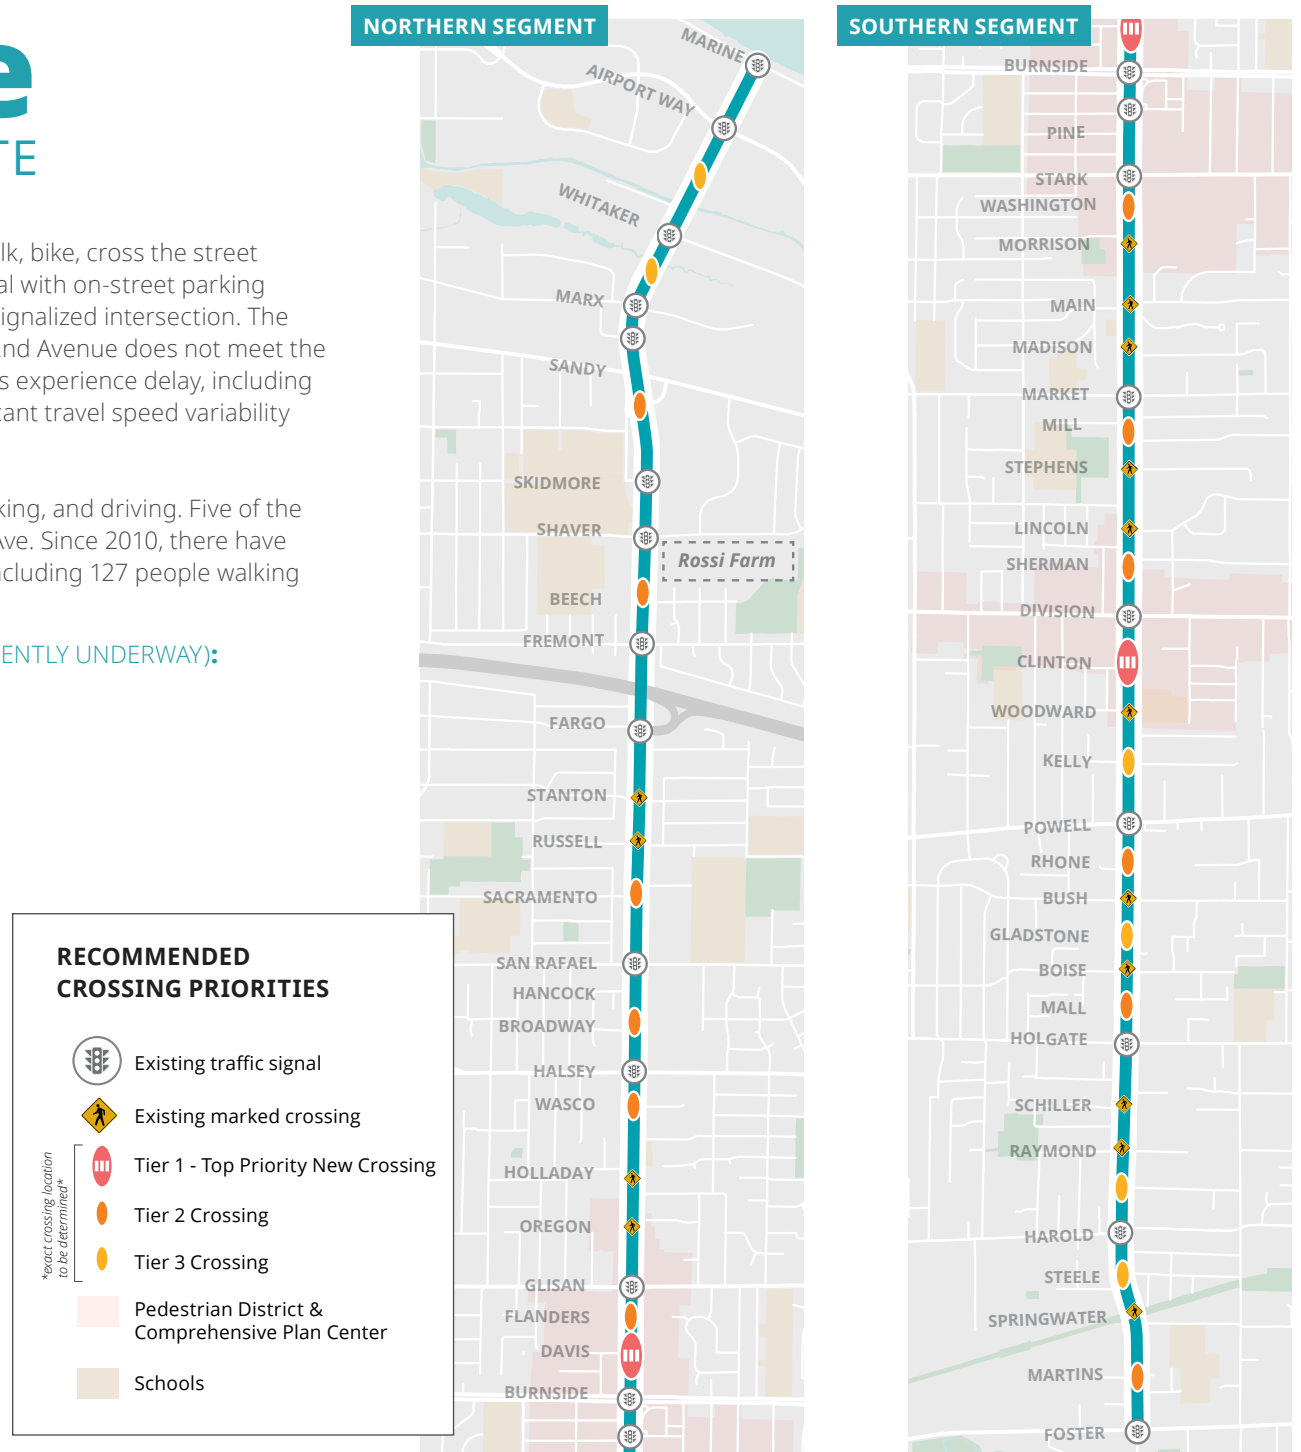 e
TE
lk, bike, cross the street
al with on-street parking
ignalized intersection. The
nd Avenue does not meet the
s experience delay, including
ant travel speed variability
king, and driving. Five of the
Ave. Since 2010, there have
ncluding 127 people walking
ENTLY UNDERWAY):
NORTHERN SEGMENT
MARINE
AIRPORT WAY
WHITAKER
MARX
SANDY
SKIDMORE
SHAVER
Rossi Farm
BEECH
FREMONT
FARGO
STANTON
RUSSELL
SACRAMENTO
SAN RAFAEL
HANCOCK
BROADWAY
HALSEY
WASCO
HOLLADAY
OREGON
GLISAN
FLANDERS
DAVIS
BURNSIDE
SOUTHERN SEGMENT
BURNSIDE
PINE
STARK
WASHINGTON
MORRISON
MAIN
MADISON
MARKET
MILL
STEPHENS
LINCOLN
SHERMAN
DIVISION
CLINTON
WOODWARD
KELLY
POWELL
RHONE
BUSH
GLADSTONE
BOISE
MALL
HOLGATE
SCHILLER
RAYMOND
HAROLD
STEELE
SPRINGWATER
MARTINS
FOSTER
RECOMMENDED
CROSSING PRIORITIES
Existing traffic signal
Existing marked crossing
Tier 1 - Top Priority New Crossing
Tier 2 Crossing
Tier 3 Crossing
*exact crossing location
to be determined*
Pedestrian District &
Comprehensive Plan Center
Schools